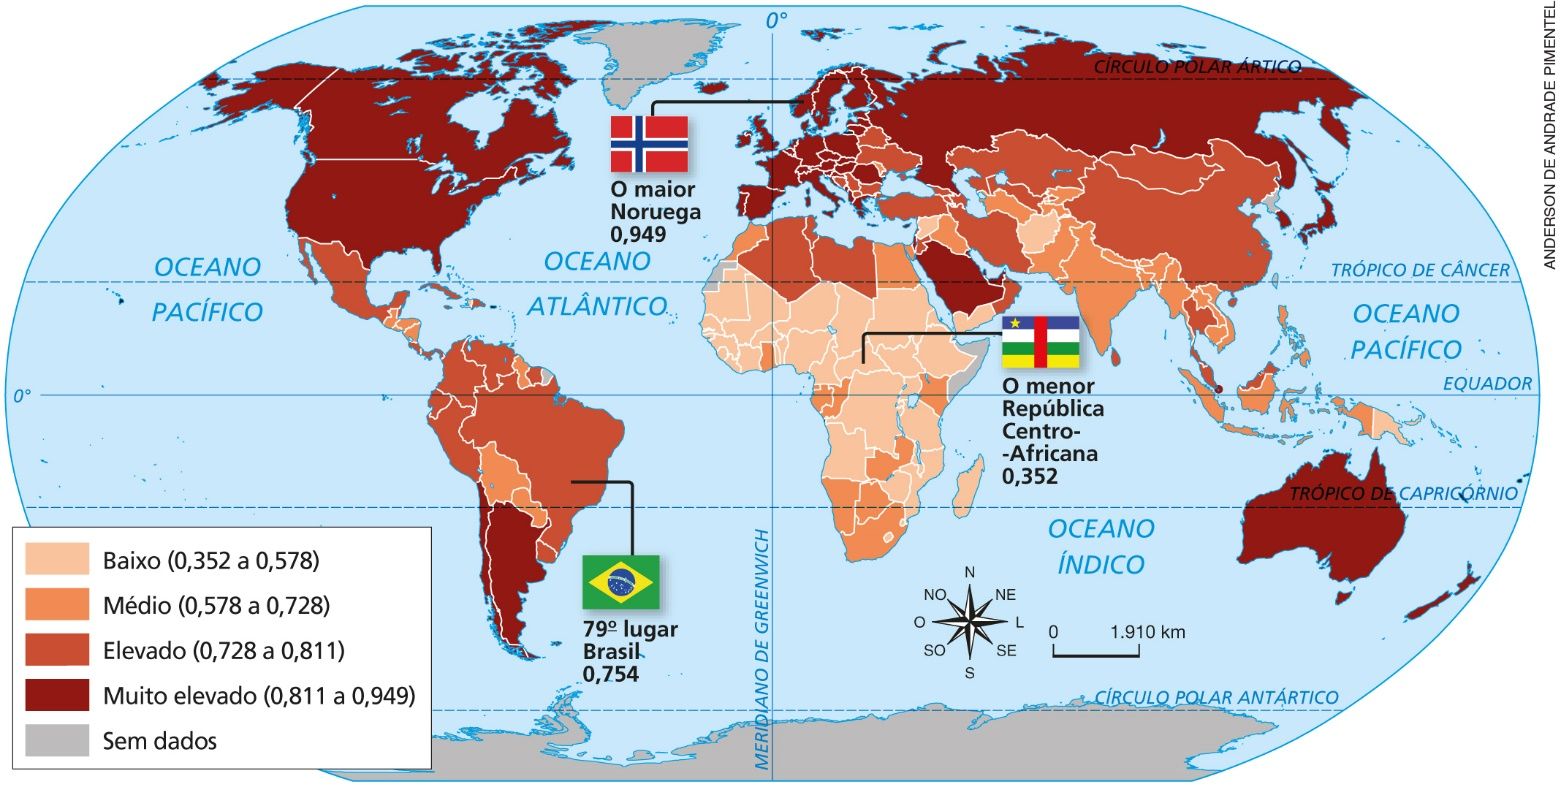 0°
CÍRCULO POLAR ÁRTICO
O maior
Noruega
0,949
OCEANO
PACÍFICO
OCEANO
ATLÂNTICO
TRÓPICO DE CÂNCER
OCEANO
PACÍFICO
EQUADOR
0°
O menor
República
Centro-
-Africana
0,352
TRÓPICO DE CAPRICÓRNIO
OCEANO
ÍNDICO
79º lugar
Brasil
0,754
MERIDIANO DE GREENWICH
N
NO
NE
O
L
SO
SE
S
0
1.910 km
CÍRCULO POLAR ANTÁRTICO
Baixo (0,352 a 0,578)
Médio (0,578 a 0,728)
Elevado (0,728 a 0,811)
Muito elevado (0,811 a 0,949)
Sem dados
ANDERSON DE ANDRADE PIMENTEL